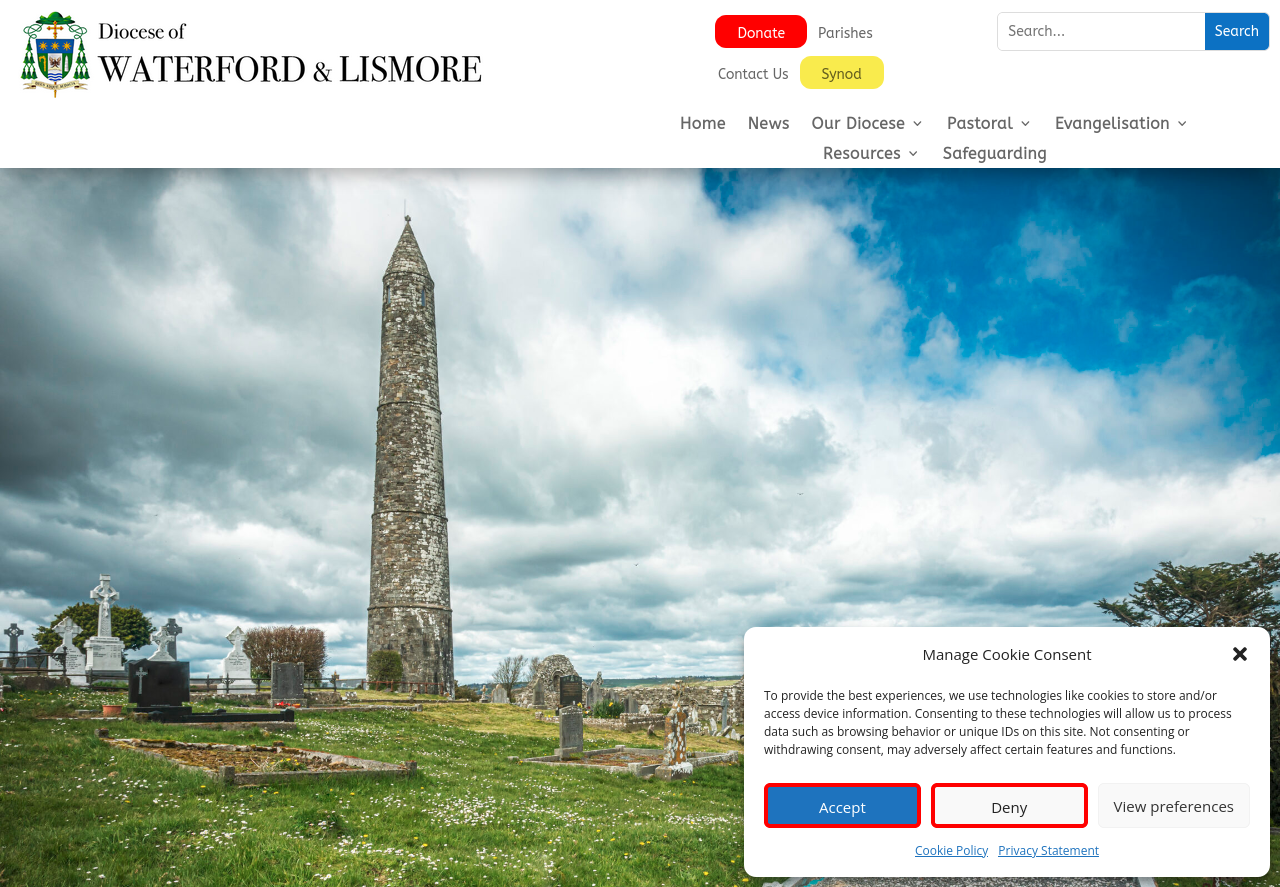 Diocese of
WATERFORD & LISMORE
Donate
Parishes
Search...
Search
Contact Us
Synod
Home
News
Our Diocese
Pastoral
Evangelisation
Resources
Safeguarding
Manage Cookie Consent
To provide the best experiences, we use technologies like cookies to store and/or
access device information. Consenting to these technologies will allow us to process
data such as browsing behavior or unique IDs on this site. Not consenting or
withdrawing consent, may adversely affect certain features and functions.
Accept
Deny
View preferences
Cookie Policy
Privacy Statement